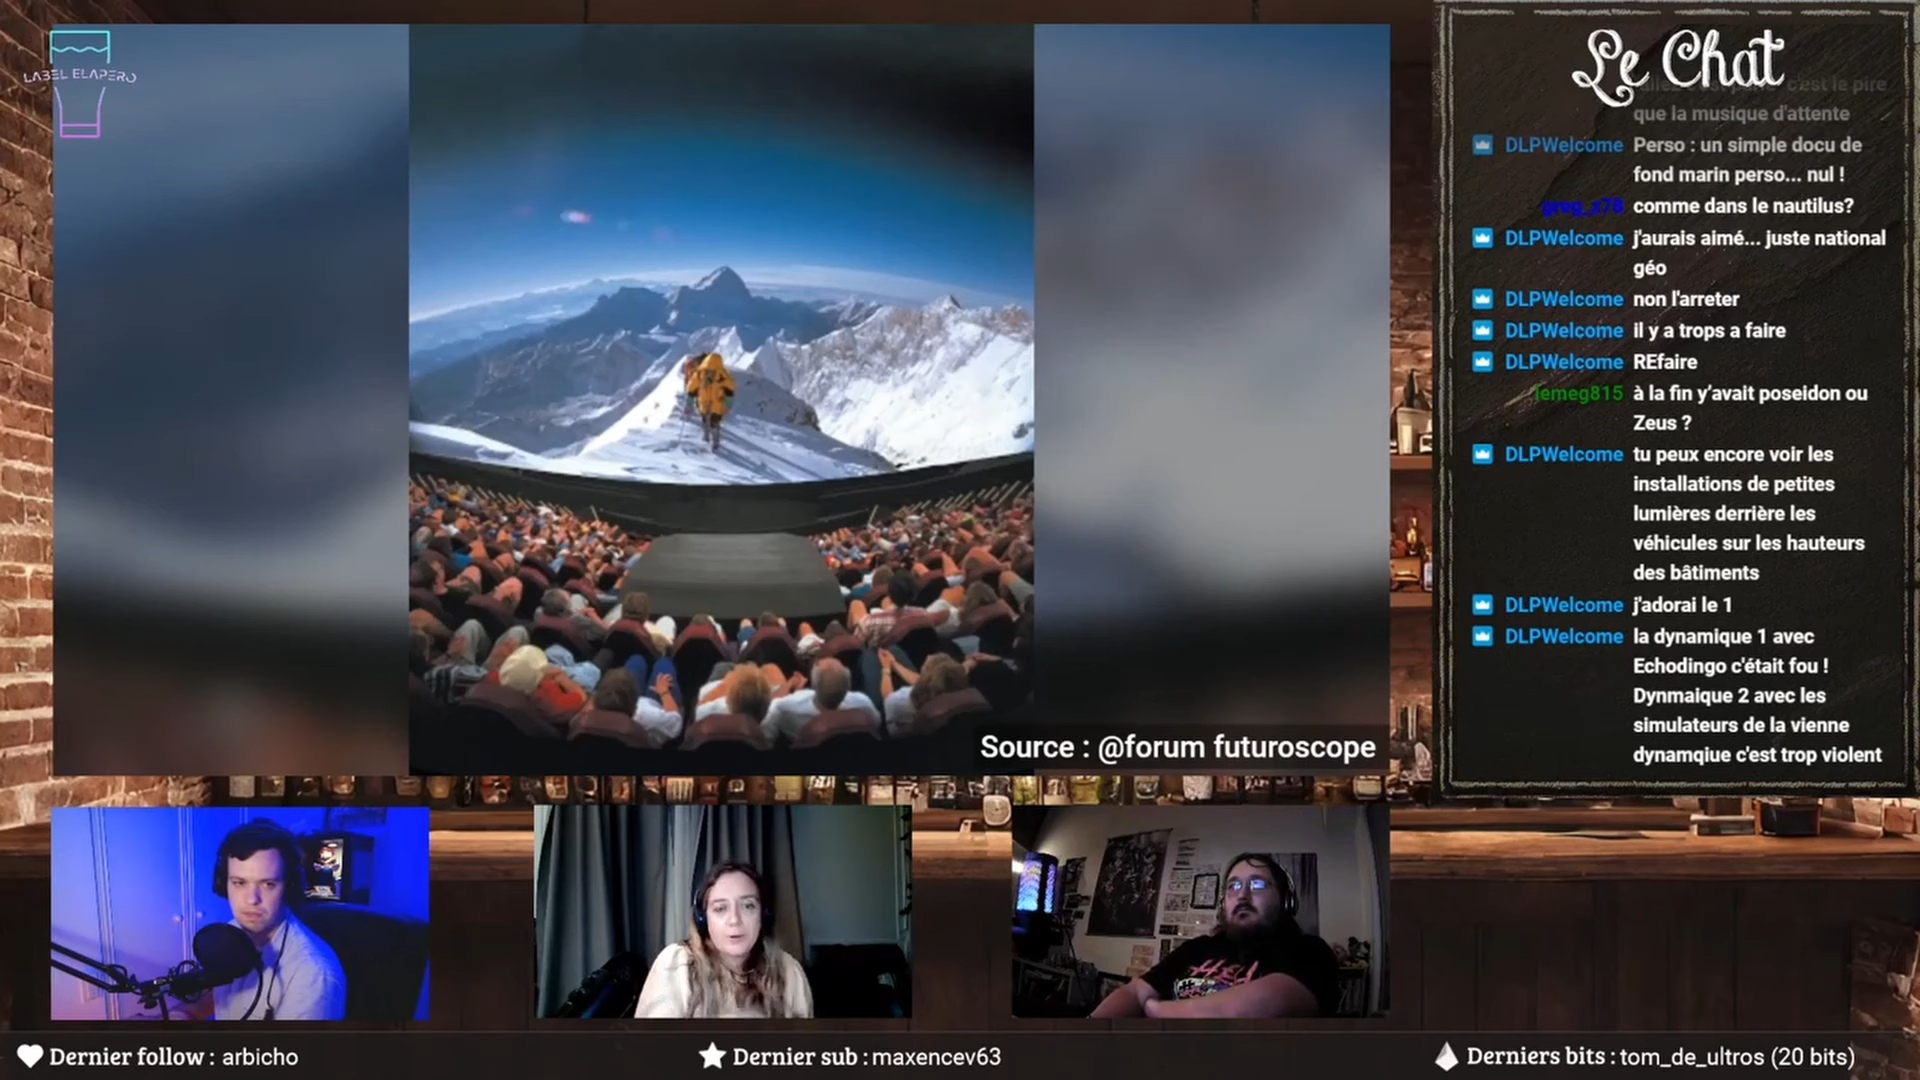 LABEL ELAPERO
Source : @forum futuroscope
Le Chat
c'est le pire
que la musique d'attente
DLPWelcome Perso : un simple docu de
fond marin perso... nul !
greg_x78 comme dans le nautilus?
DLPWelcome j'aurais aimé... juste national
géo
DLPWelcome non l'arreter
DLPWelcome il y a trops a faire
DLPWelcome REfaire
lemeg815 à la fin y'avait poseidon ou
Zeus ?
DLPWelcome tu peux encore voir les
installations de petites
lumières derrière les
véhicules sur les hauteurs
des bâtiments
DLPWelcome j'adorai le 1
DLPWelcome la dynamique 1 avec
Echodingo c'était fou !
Dynmaique 2 avec les
simulateurs de la vienne
dynamqiue c'est trop violent
Dernier follow : arbicho
Dernier sub : maxencev63
Derniers bits : tom_de_ultros (20 bits)